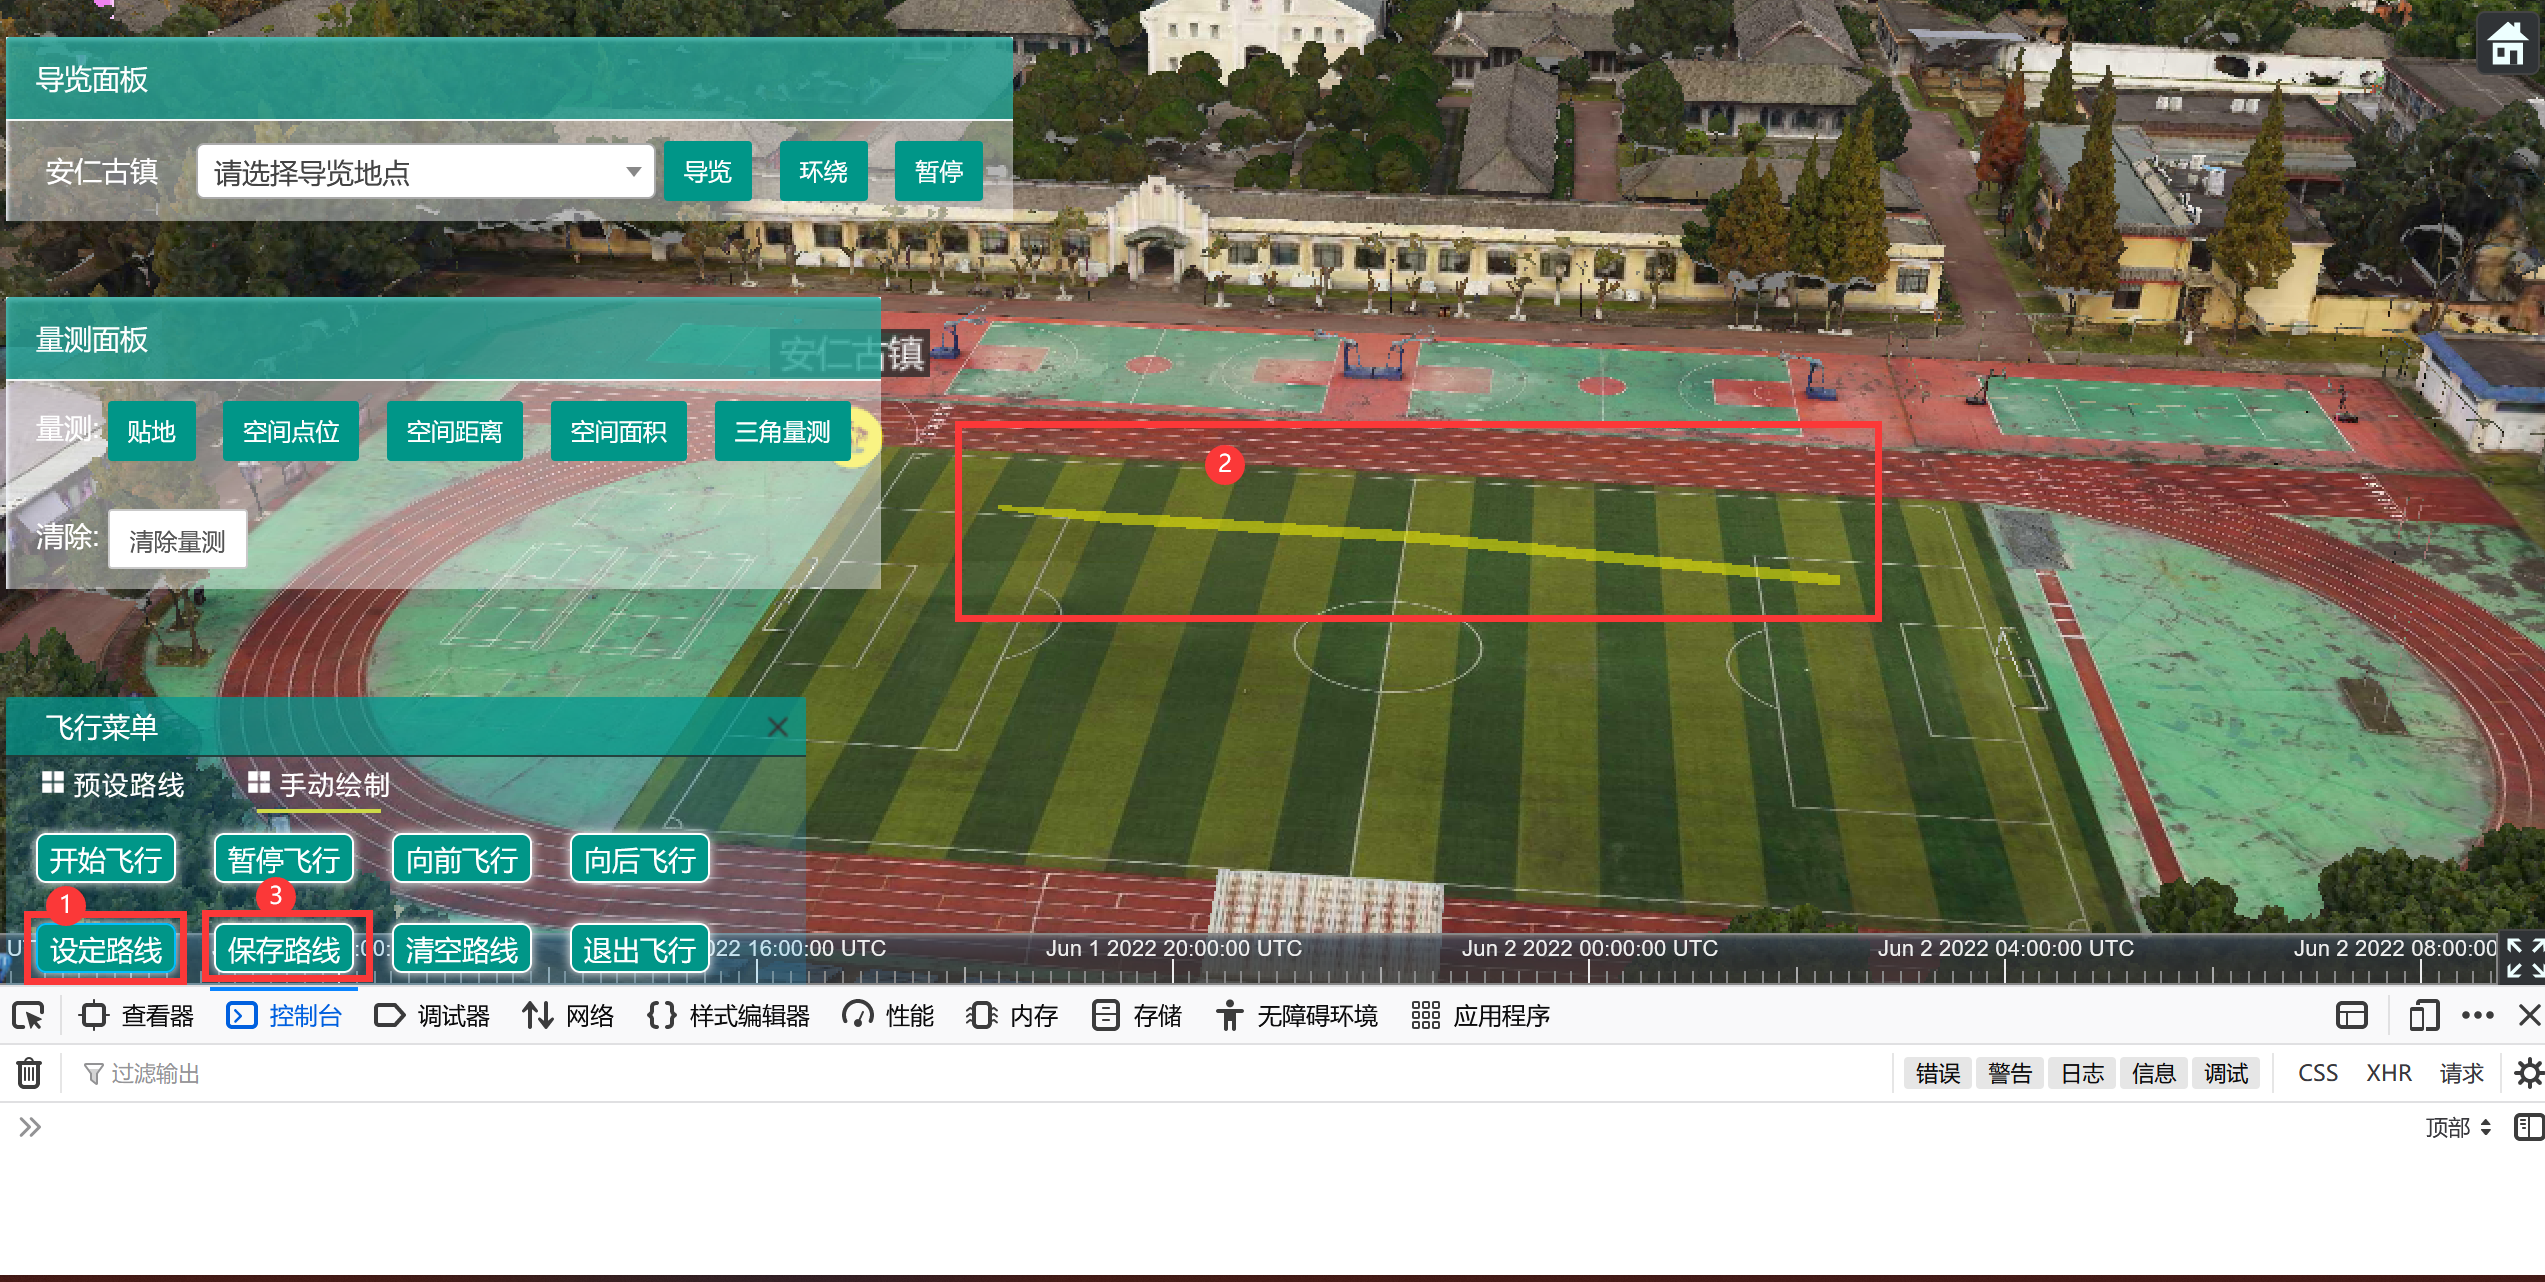 导览面板
安仁古镇 请选择导览地点 导览 环绕 暂停
量测面板
安仁古镇
量测: 贴地 空间点位 空间距离 空间面积 三角量测
2
清除: 清除量测
飞行菜单
预设路线 手动绘制
开始飞行 暂停飞行 向前飞行 向后飞行
1 3
设定路线 保存路线 清空路线 退出飞行
022 16:00:00 UTC Jun 1 2022 20:00:00 UTC Jun 2 2022 00:00:00 UTC Jun 2 2022 04:00:00 UTC Jun 2 2022 08:00:00
查看器 控制台 调试器 网络 样式编辑器 性能 内存 存储 无障碍环境 应用程序
过滤输出 错误 警告 日志 信息 调试 CSS XHR 请求
顶部